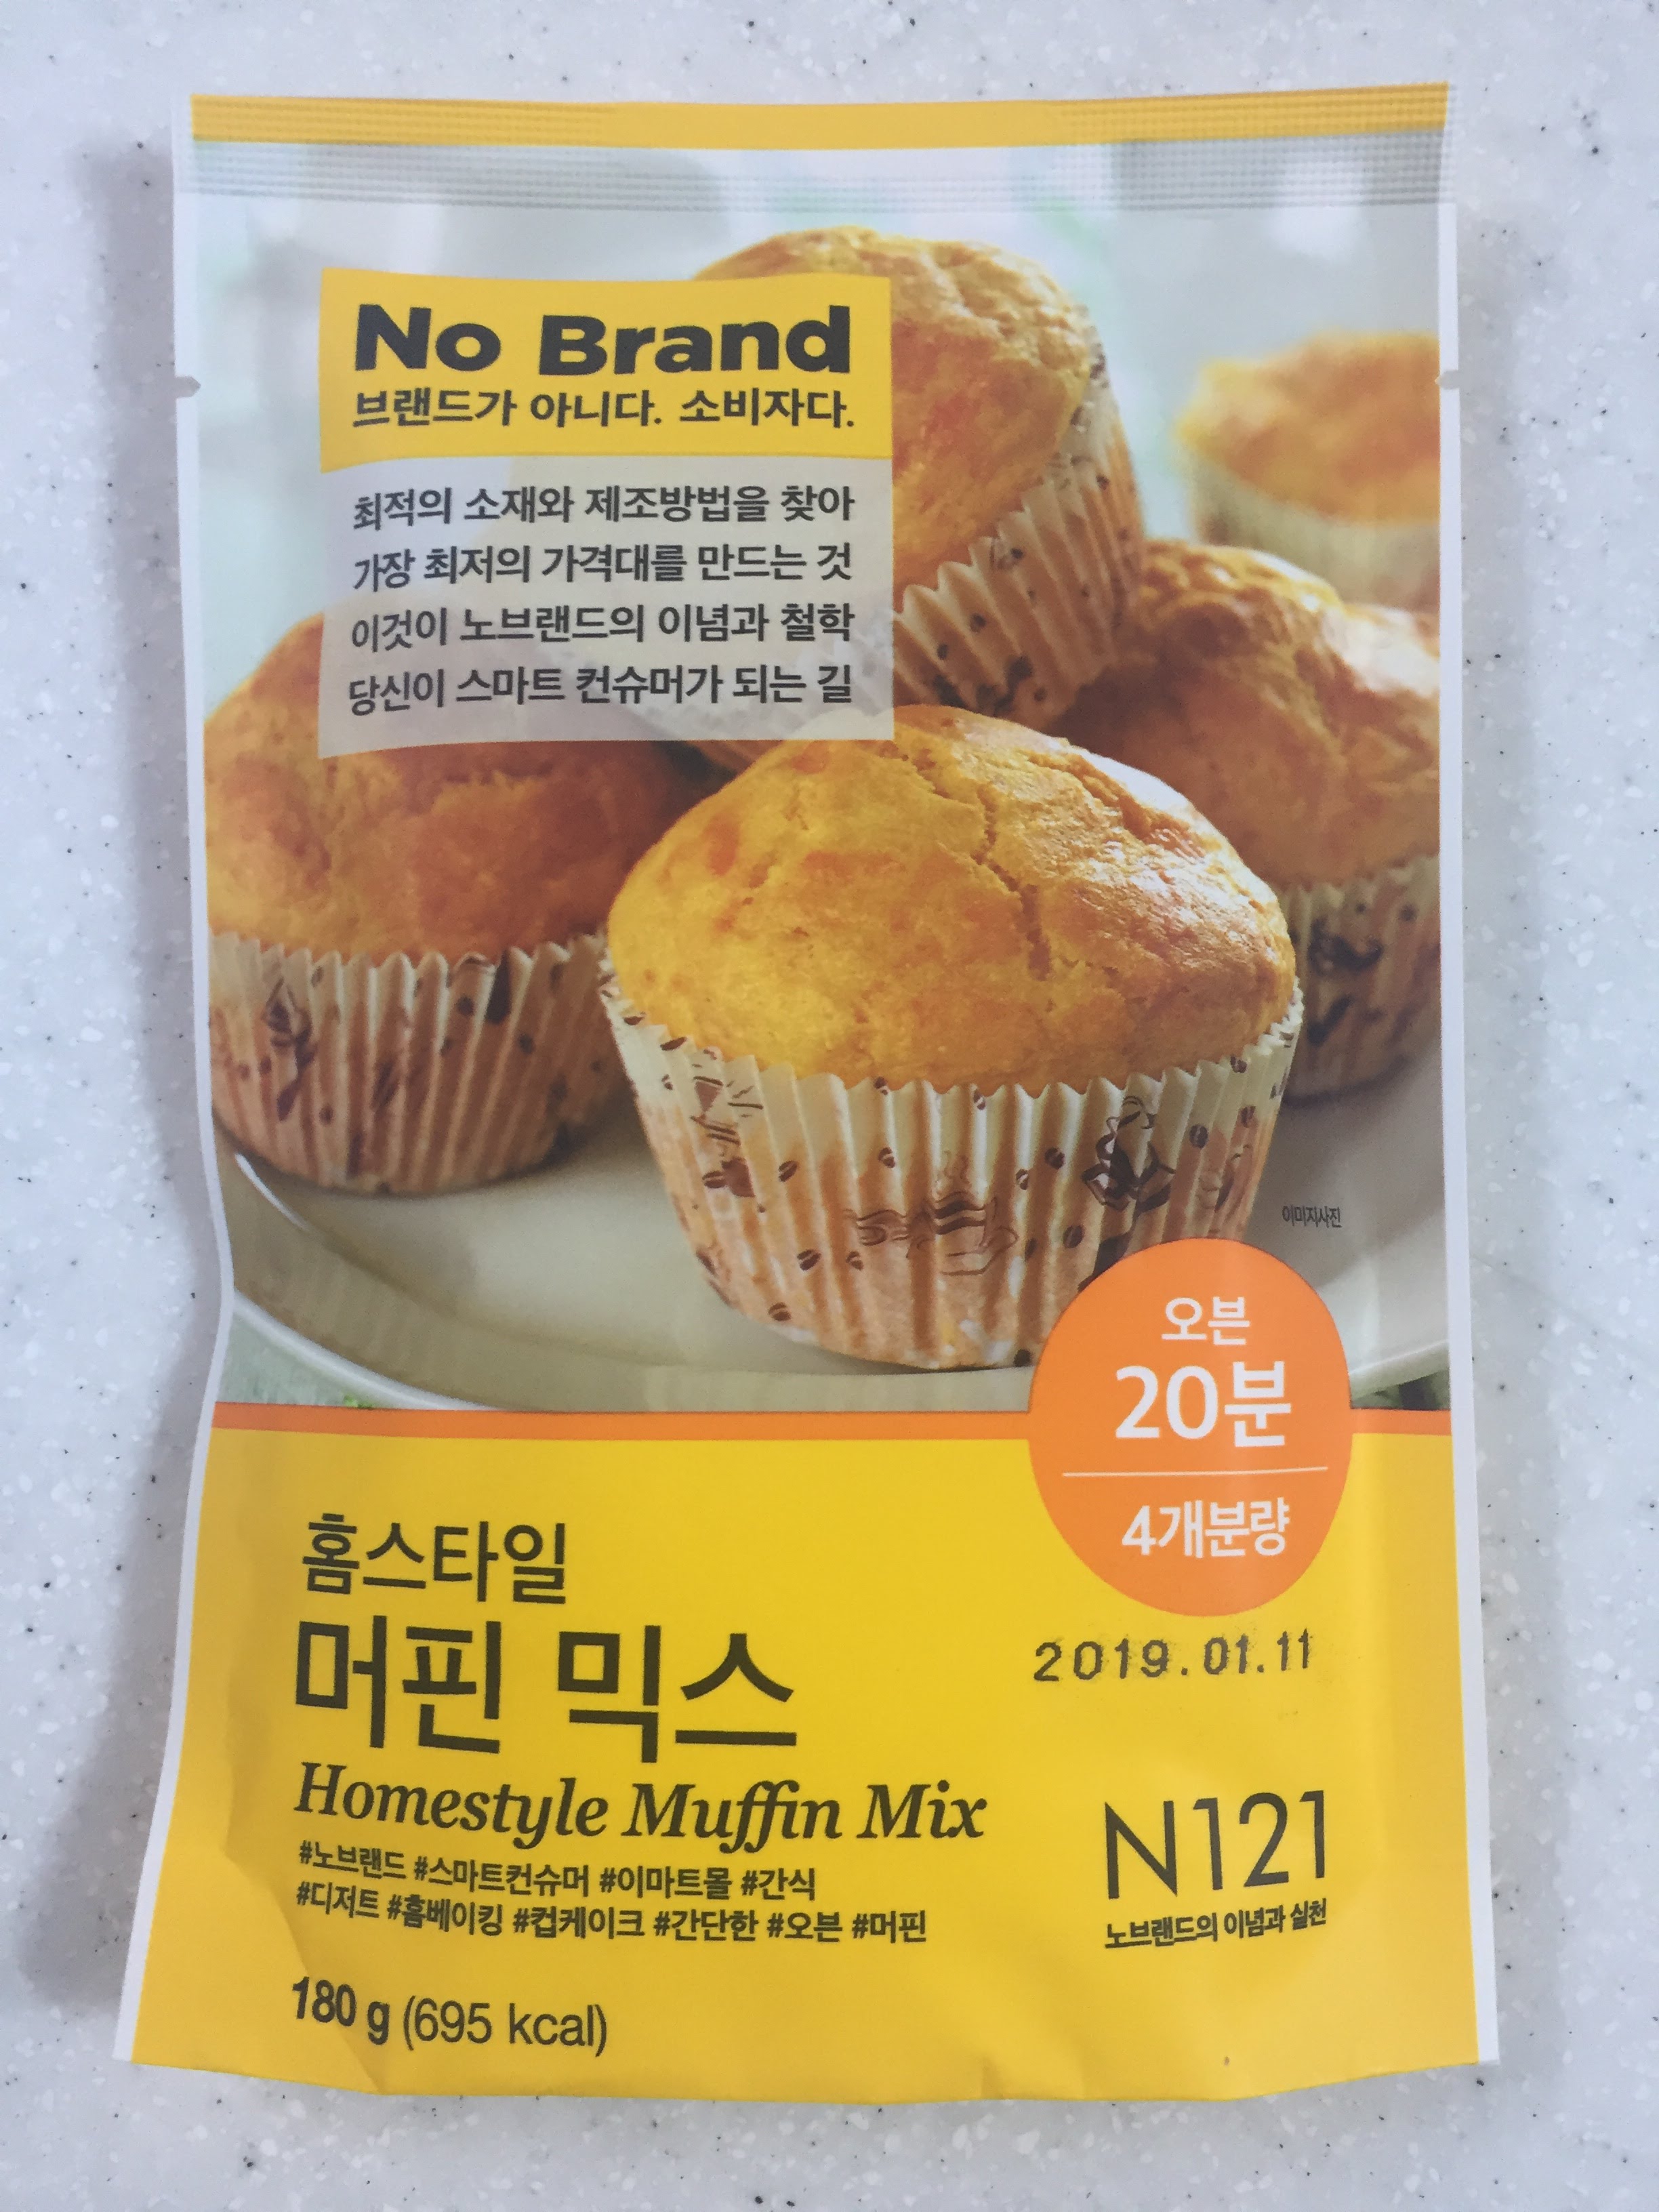 No Brand
브랜드가 아니다. 소비자다.
최적의 소재와 제조방법을 찾아
가장 최저의 가격대를 만드는 것
이것이 노브랜드의 이념과 철학
당신이 스마트 컨슈머가 되는 길
이미지사진
오븐
20분
4개분량
홈스타일
머핀 믹스
2019.01.11
Homestyle Muffin Mix
#노브랜드 #스마트컨슈머 #이마트몰 #간식
#디저트 #홈베이킹 #컵케이크 #간단한 #오븐 #머핀
N121
노브랜드의 이념과 실천
180 g (695 kcal)